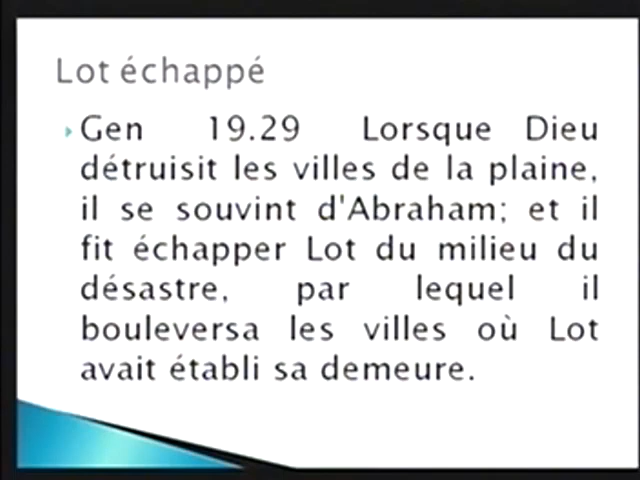 Lot échappé
Gen 19.29 Lorsque Dieu
détruisit les villes de la plaine,
il se souvint d'Abraham; et il
fit échapper Lot du milieu du
désastre, par lequel il
bouleversa les villes où Lot
avait établi sa demeure.